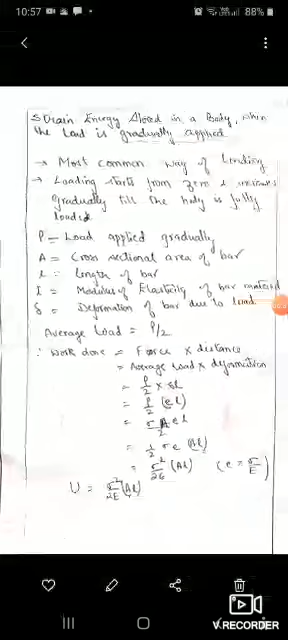 10:57
88%
Strain Energy stored in a Body, when
the Load is gradually applied
→ Most common way of Loading
→ Loading starts from zero & increases
gradually till the body is fully
loaded
P = Load applied gradually
A = Cross sectional area of bar
l = Length of bar
E = Modulus of Elasticity of bar material
δ = Deformation of bar due to load
Average Load = P/2
∴ Work done = Force × distance
= Average load × deformation
= P/2 × δl
= P/2 (e l)
= σA/2 e l
= 1/2 σ e (Al)
= σ²/2E (Al) (e = σ/E)
U = σ²/2E (Al)
V.RECORDER